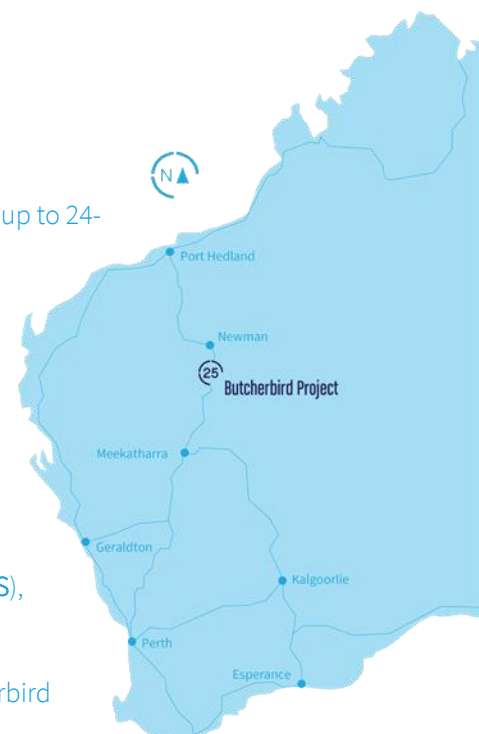 N
up to 24-
Port Hedland
Newman
25
Butcherbird Project
Meekatharra
Geraldton
Kalgoorlie
S),
Perth
Esperance
rbird